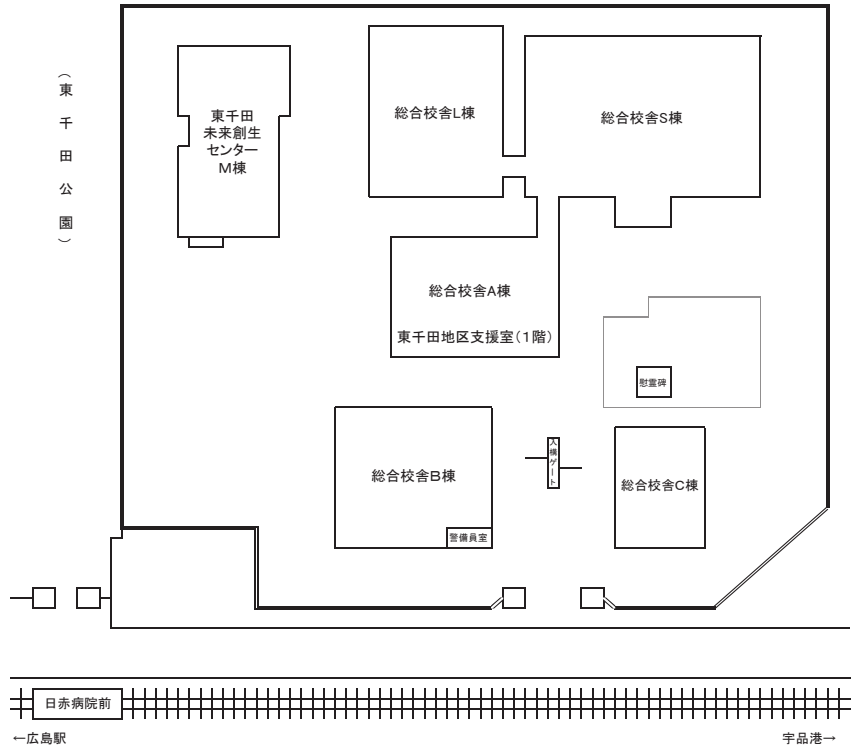 （東千田公園）
東千田
未来創生
センター
M棟
総合校舎L棟
総合校舎S棟
総合校舎A棟
東千田地区支援室（1階）
慰霊碑
総合校舎B棟
警備員室
入構ゲート
総合校舎C棟
日赤病院前
←広島駅
宇品港→